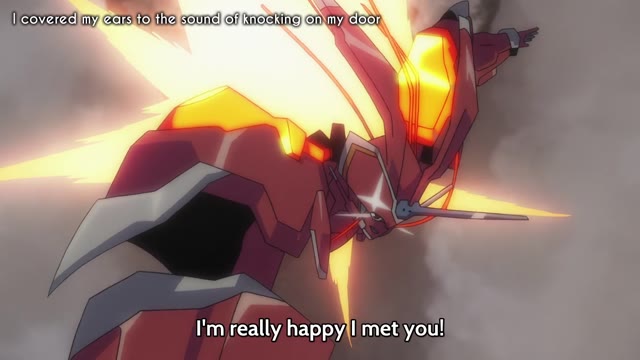 I covered my ears to the sound of knocking on my door
I'm really happy I met you!